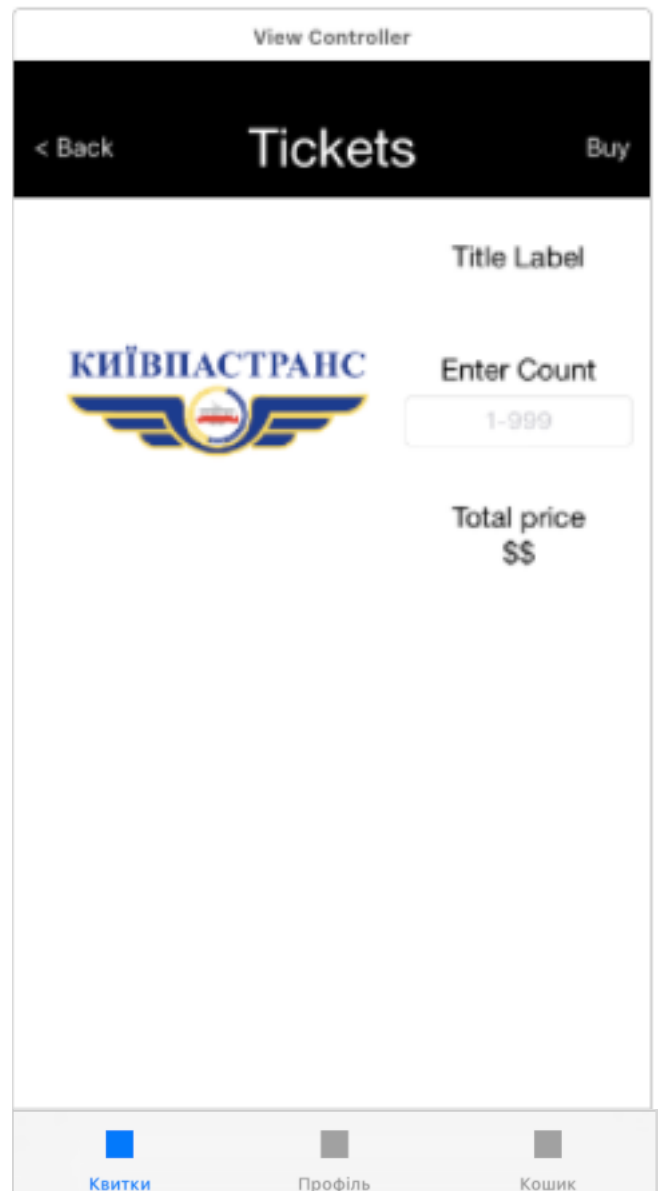 View Controller
< Back Tickets Buy
Title Label
КИЇВПАСТРАНС
Enter Count
1-999
Total price
$$
Квитки Профіль Кошик